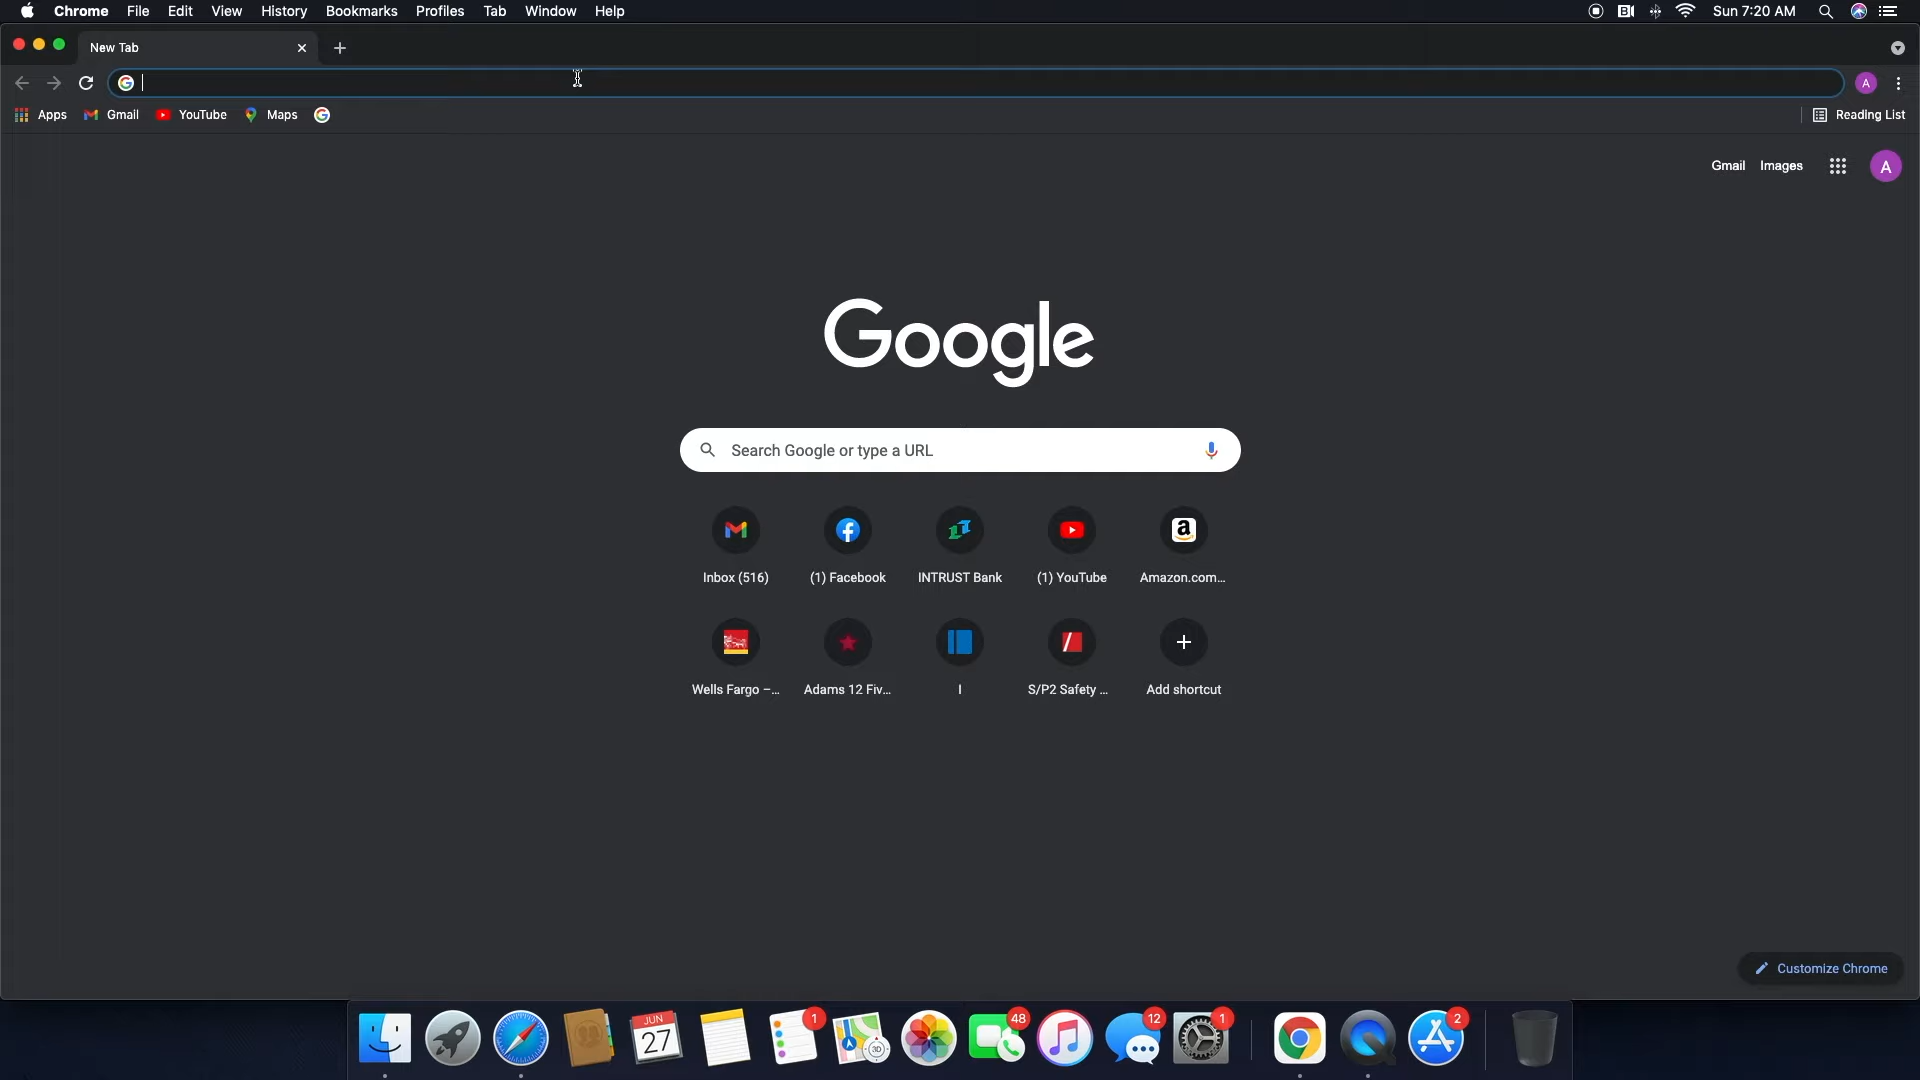 Chrome File Edit View History Bookmarks Profiles Tab Window Help Sun 7:20 AM
New Tab
A
Apps Gmail YouTube Maps Reading List
Gmail Images A
Google
Search Google or type a URL
Inbox (516) (1) Facebook INTRUST Bank (1) YouTube Amazon.com...
Wells Fargo –... Adams 12 Fiv... I S/P2 Safety ... Add shortcut
Customize Chrome
JUN 27 1 3D 48 12 1 2